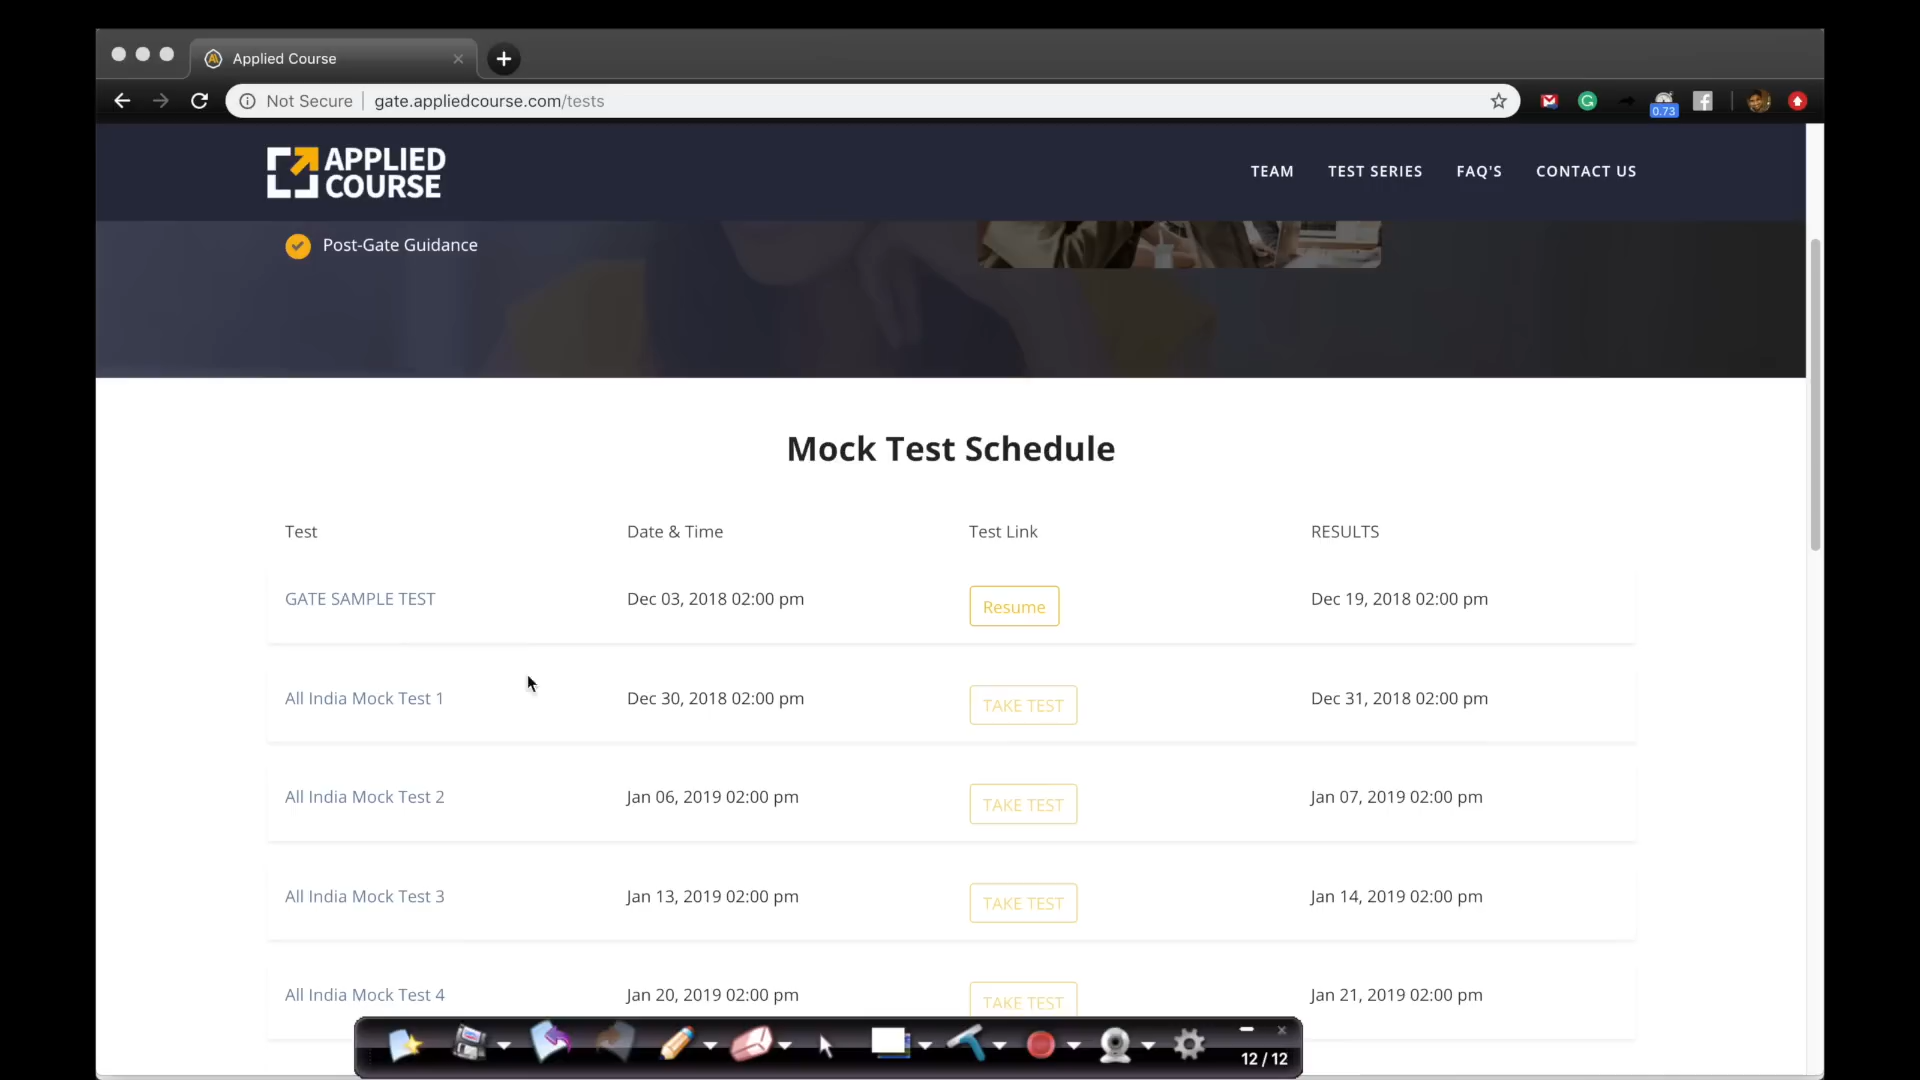 Applied Course
Not Secure gate.appliedcourse.com/tests
0.73
APPLIED
COURSE
TEAM TEST SERIES FAQ'S CONTACT US
Post-Gate Guidance
Mock Test Schedule
Test Date & Time Test Link RESULTS
GATE SAMPLE TEST Dec 03, 2018 02:00 pm Resume Dec 19, 2018 02:00 pm
All India Mock Test 1 Dec 30, 2018 02:00 pm TAKE TEST Dec 31, 2018 02:00 pm
All India Mock Test 2 Jan 06, 2019 02:00 pm TAKE TEST Jan 07, 2019 02:00 pm
All India Mock Test 3 Jan 13, 2019 02:00 pm TAKE TEST Jan 14, 2019 02:00 pm
All India Mock Test 4 Jan 20, 2019 02:00 pm TAKE TEST Jan 21, 2019 02:00 pm
12/12